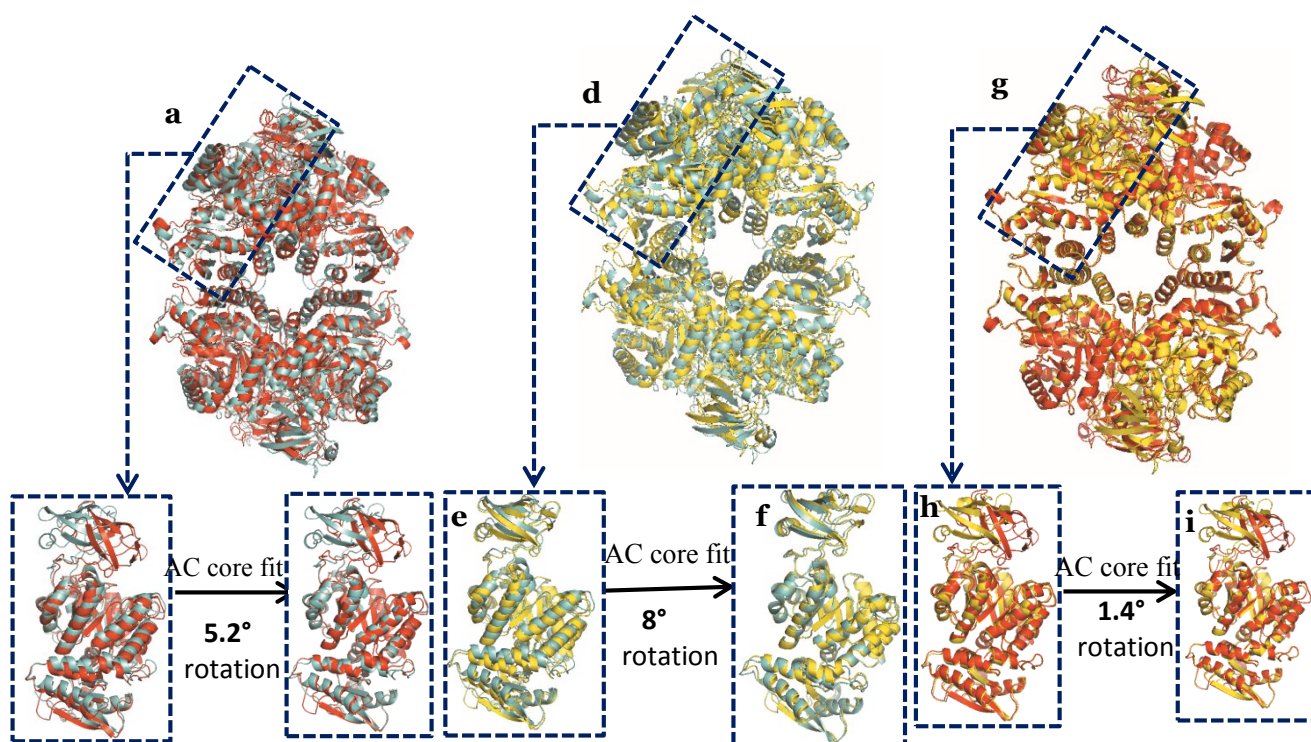 a
d
g
e
f
h
i
AC core fit
5.2°
rotation
AC core fit
8°
rotation
AC core fit
1.4°
rotation